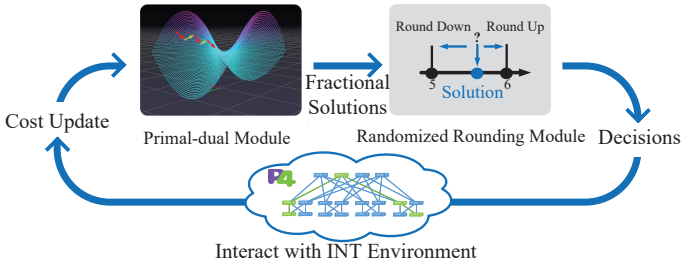 Round Down
?
Round Up
5
6
Solution
Fractional
Solutions
Cost Update
Primal-dual Module
Randomized Rounding Module
Decisions
P4
Interact with INT Environment